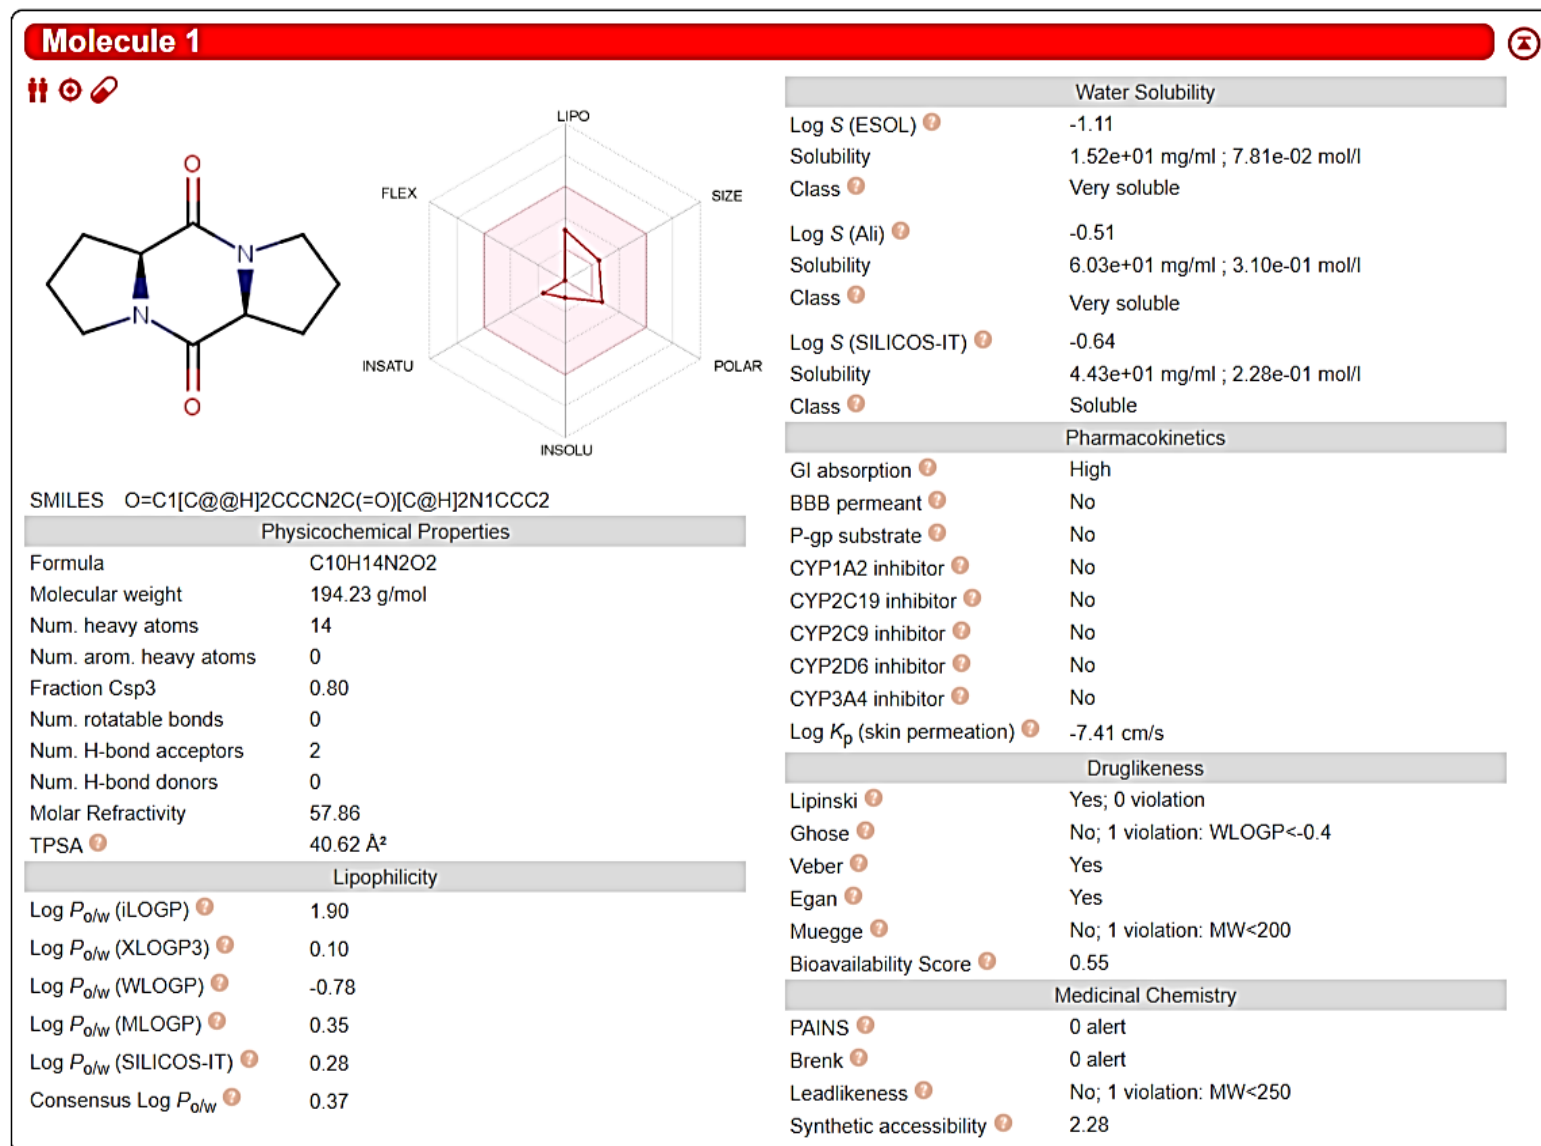 Molecule 1
O
N
N
O
LIPO
FLEX
SIZE
INSATU
POLAR
INSOLU
SMILES O=C1[C@@H]2CCCN2C(=O)[C@H]2N1CCC2
Physicochemical Properties
Formula C10H14N2O2
Molecular weight 194.23 g/mol
Num. heavy atoms 14
Num. arom. heavy atoms 0
Fraction Csp3 0.80
Num. rotatable bonds 0
Num. H-bond acceptors 2
Num. H-bond donors 0
Molar Refractivity 57.86
TPSA ? 40.62 Å²
Lipophilicity
Log Po/w (iLOGP) ? 1.90
Log Po/w (XLOGP3) ? 0.10
Log Po/w (WLOGP) ? -0.78
Log Po/w (MLOGP) ? 0.35
Log Po/w (SILICOS-IT) ? 0.28
Consensus Log Po/w ? 0.37
Water Solubility
Log S (ESOL) ? -1.11
Solubility 1.52e+01 mg/ml ; 7.81e-02 mol/l
Class ? Very soluble
Log S (Ali) ? -0.51
Solubility 6.03e+01 mg/ml ; 3.10e-01 mol/l
Class ? Very soluble
Log S (SILICOS-IT) ? -0.64
Solubility 4.43e+01 mg/ml ; 2.28e-01 mol/l
Class ? Soluble
Pharmacokinetics
GI absorption ? High
BBB permeant ? No
P-gp substrate ? No
CYP1A2 inhibitor ? No
CYP2C19 inhibitor ? No
CYP2C9 inhibitor ? No
CYP2D6 inhibitor ? No
CYP3A4 inhibitor ? No
Log Kp (skin permeation) ? -7.41 cm/s
Druglikeness
Lipinski ? Yes; 0 violation
Ghose ? No; 1 violation: WLOGP<-0.4
Veber ? Yes
Egan ? Yes
Muegge ? No; 1 violation: MW<200
Bioavailability Score ? 0.55
Medicinal Chemistry
PAINS ? 0 alert
Brenk ? 0 alert
Leadlikeness ? No; 1 violation: MW<250
Synthetic accessibility ? 2.28